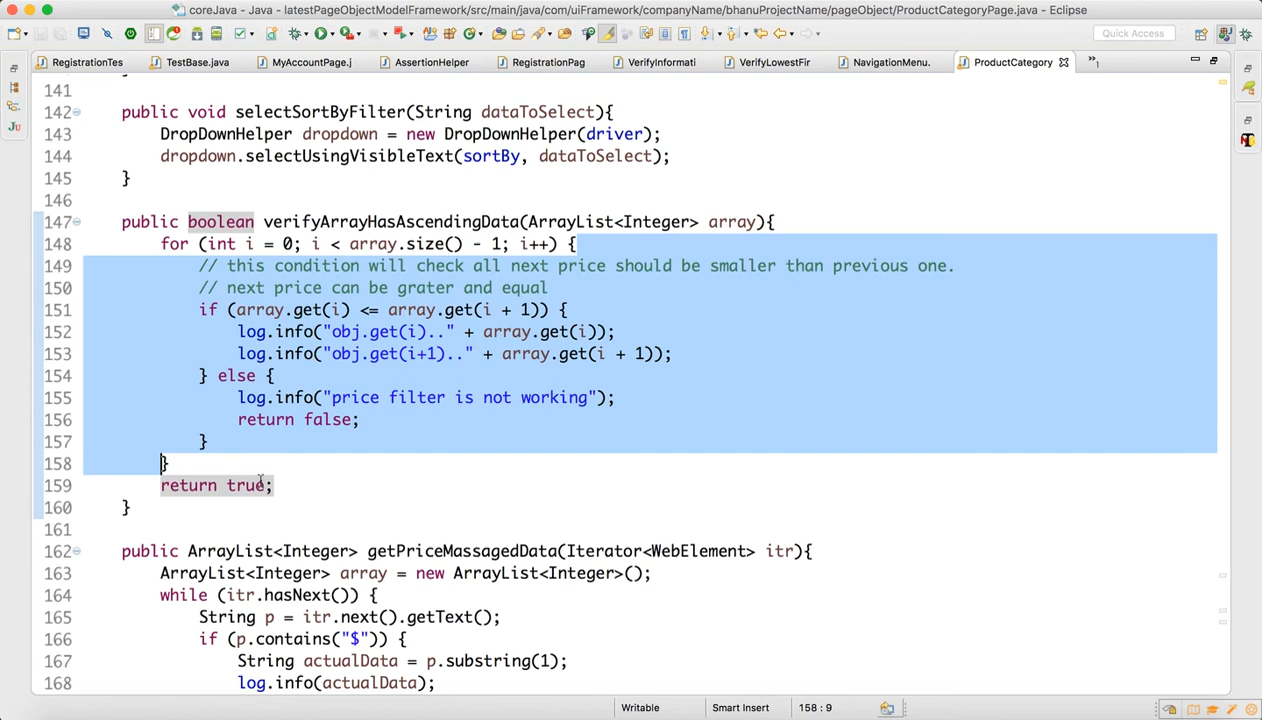 coreJava - Java - latestPageObjectModelFramework/src/main/java/com/uiFramework/companyName/bhanuProjectName/pageObject/ProductCategoryPage.java - Eclipse
Quick Access
RegistrationTes TestBase.java MyAccountPage.j AssertionHelper RegistrationPag VerifyInformati VerifyLowestFir NavigationMenu. ProductCategory »1
141
142 public void selectSortByFilter(String dataToSelect){
143 DropDownHelper dropdown = new DropDownHelper(driver);
144 dropdown.selectUsingVisibleText(sortBy, dataToSelect);
145 }
146
147 public boolean verifyArrayHasAscendingData(ArrayList<Integer> array){
148 for (int i = 0; i < array.size() - 1; i++) {
149 // this condition will check all next price should be smaller than previous one.
150 // next price can be grater and equal
151 if (array.get(i) <= array.get(i + 1)) {
152 log.info("obj.get(i).." + array.get(i));
153 log.info("obj.get(i+1).." + array.get(i + 1));
154 } else {
155 log.info("price filter is not working");
156 return false;
157 }
158 }
159 return true;
160 }
161
162 public ArrayList<Integer> getPriceMassagedData(Iterator<WebElement> itr){
163 ArrayList<Integer> array = new ArrayList<Integer>();
164 while (itr.hasNext()) {
165 String p = itr.next().getText();
166 if (p.contains("$")) {
167 String actualData = p.substring(1);
168 log.info(actualData);
Writable Smart Insert 158 : 9